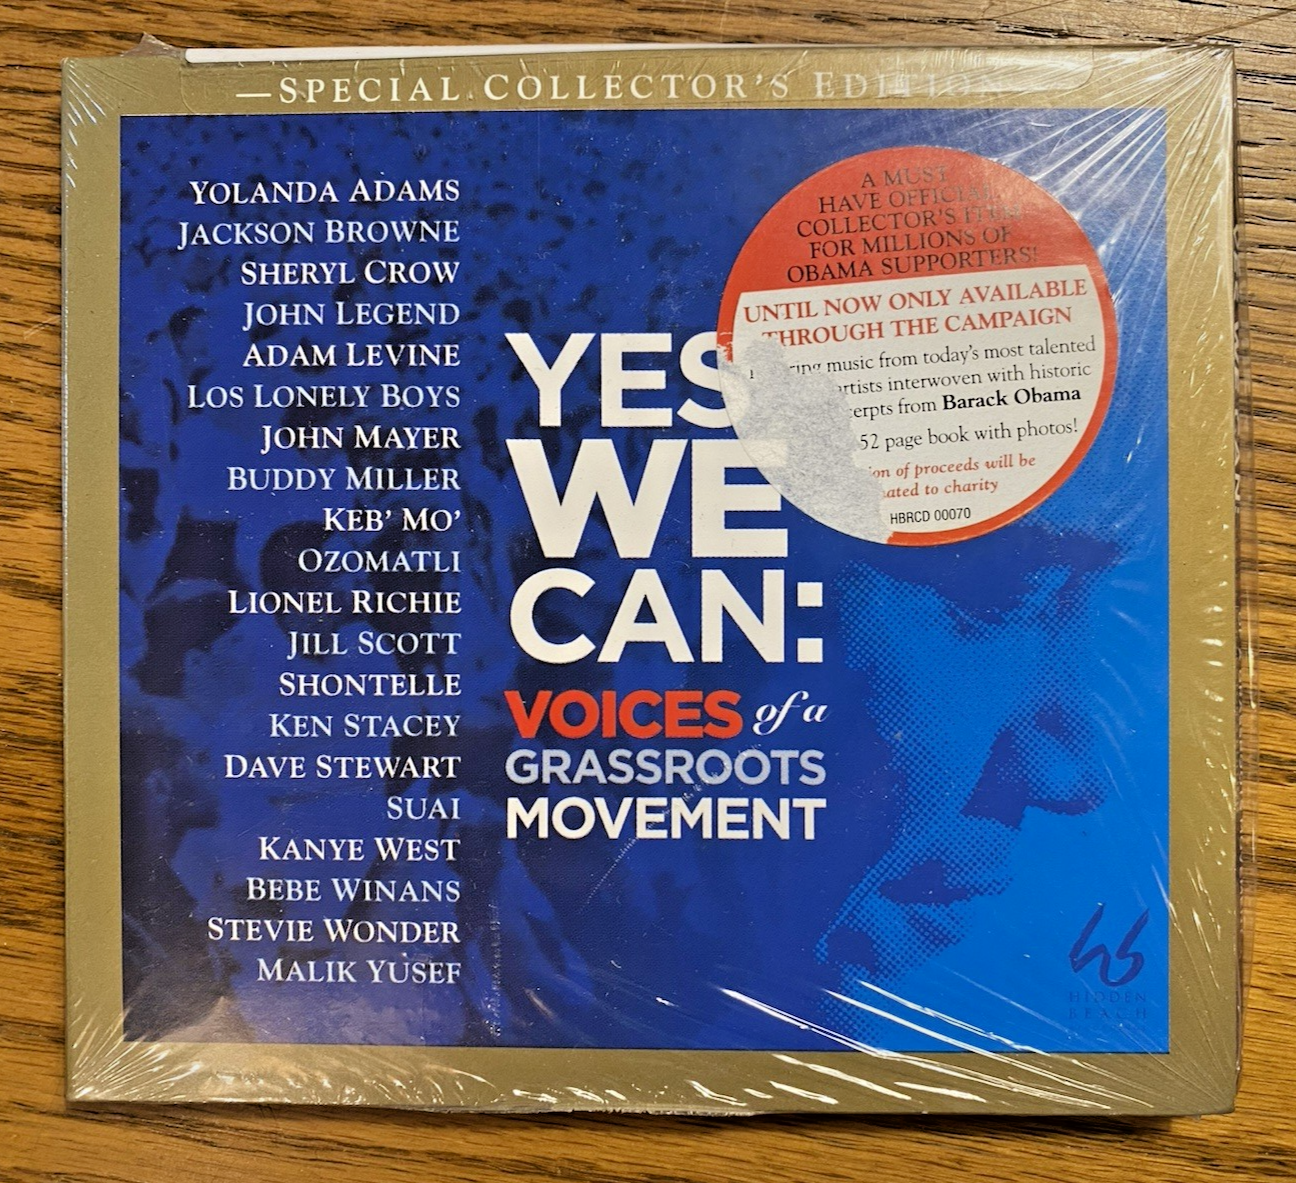 —SPECIAL COLLECTOR'S EDITION
YOLANDA ADAMS
JACKSON BROWNE
SHERYL CROW
JOHN LEGEND
ADAM LEVINE
LOS LONELY BOYS
JOHN MAYER
BUDDY MILLER
KEB' MO'
OZOMATLI
LIONEL RICHIE
JILL SCOTT
SHONTELLE
KEN STACEY
DAVE STEWART
SUAI
KANYE WEST
BEBE WINANS
STEVIE WONDER
MALIK YUSEF
YES
WE
CAN:
VOICES of a
GRASSROOTS
MOVEMENT
A MUST
HAVE OFFICIAL
COLLECTOR'S ITEM
FOR MILLIONS OF
OBAMA SUPPORTERS!
UNTIL NOW ONLY AVAILABLE
THROUGH THE CAMPAIGN
music from today's most talented
artists interwoven with historic
from Barack Obama
52 page book with photos!
of proceeds will be
to charity
HBRCD 00070
hb
HIDDEN
BEACH